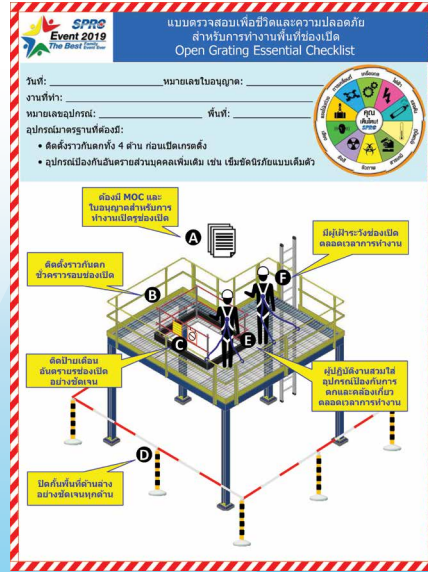 SPRC
Event 2019
The Best Family
Event Ever
แบบตรวจสอบเพื่อชีวิตและความปลอดภัย
สำหรับการทำงานพื้นที่ช่องเปิด
Open Grating Essential Checklist
วันที่: หมายเลขใบอนุญาต:
งานที่ทำ:
หมายเลขอุปกรณ์: พื้นที่:
อุปกรณ์มาตรฐานที่ต้องมี:
• ติดตั้งราวกันตกทั้ง 4 ด้าน ก่อนเปิดเกรตติ้ง
• อุปกรณ์ป้องกันอันตรายส่วนบุคคลเพิ่มเติม เช่น เข็มขัดนิรภัยแบบเต็มตัว
คุณ
SPRC
ต้องมี MOC และ
ใบอนุญาตสำหรับการ
ทำงานเปิดรูช่องเปิด
A
มีผู้เฝ้าระวังช่องเปิด
ตลอดเวลาการทำงาน
F
ติดตั้งราวกันตก
ชั่วคราวรอบช่องเปิด
B
C
E
ติดป้ายเตือน
อันตรายรูช่องเปิด
อย่างชัดเจน
ผู้ปฏิบัติงานสวมใส่
อุปกรณ์ป้องกันการ
ตกและคล้องเกี่ยว
ตลอดเวลาการทำงาน
D
ปิดกั้นพื้นที่ด้านล่าง
อย่างชัดเจนทุกด้าน